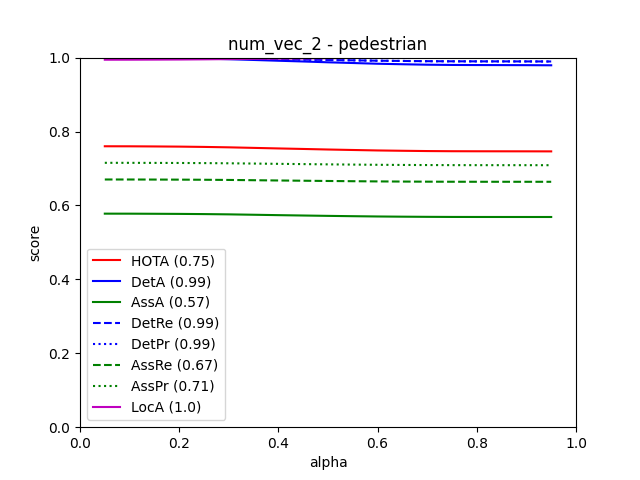 num_vec_2 - pedestrian
1.0
0.8
0.6
0.4
0.2
0.0
score
HOTA (0.75)
DetA (0.99)
AssA (0.57)
DetRe (0.99)
DetPr (0.99)
AssRe (0.67)
AssPr (0.71)
LocA (1.0)
0.0 0.2 0.4 0.6 0.8 1.0
alpha